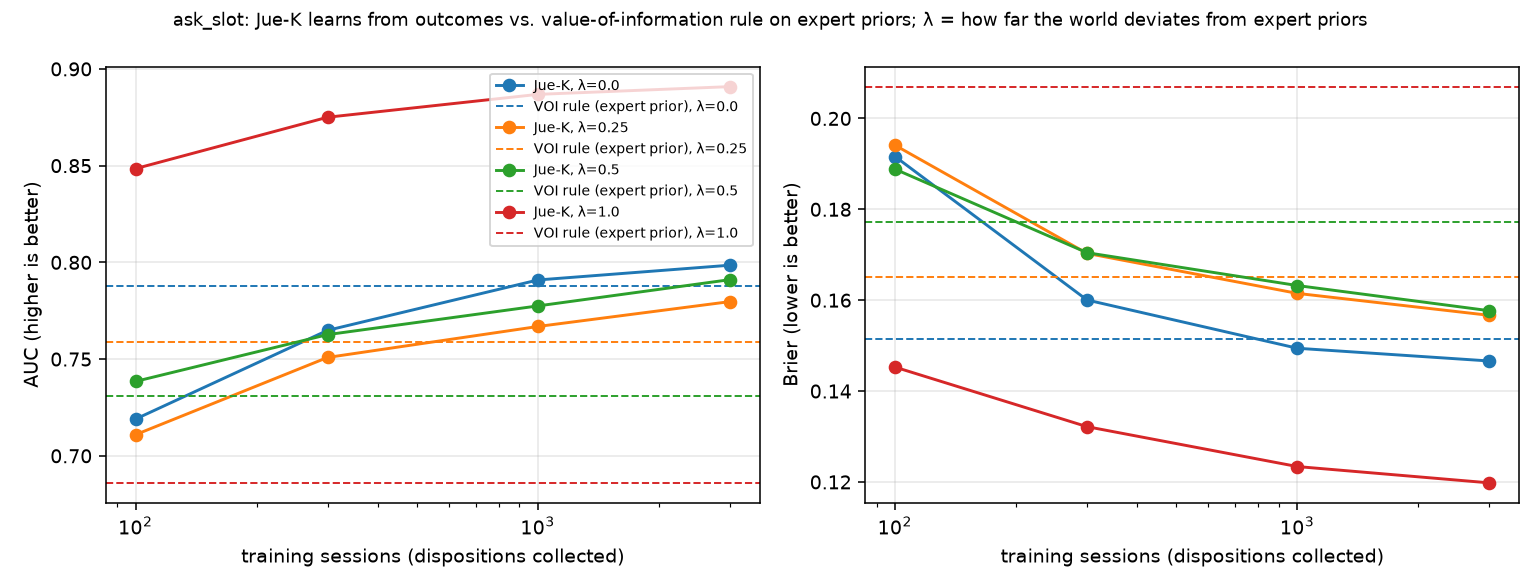 ask_slot: Jue-K learns from outcomes vs. value-of-information rule on expert priors; λ = how far the world deviates from expert priors
AUC (higher is better)
0.90
0.85
0.80
0.75
0.70
Jue-K, λ=0.0
VOI rule (expert prior), λ=0.0
Jue-K, λ=0.25
VOI rule (expert prior), λ=0.25
Jue-K, λ=0.5
VOI rule (expert prior), λ=0.5
Jue-K, λ=1.0
VOI rule (expert prior), λ=1.0
10²
10³
training sessions (dispositions collected)
Brier (lower is better)
0.20
0.18
0.16
0.14
0.12
10²
10³
training sessions (dispositions collected)